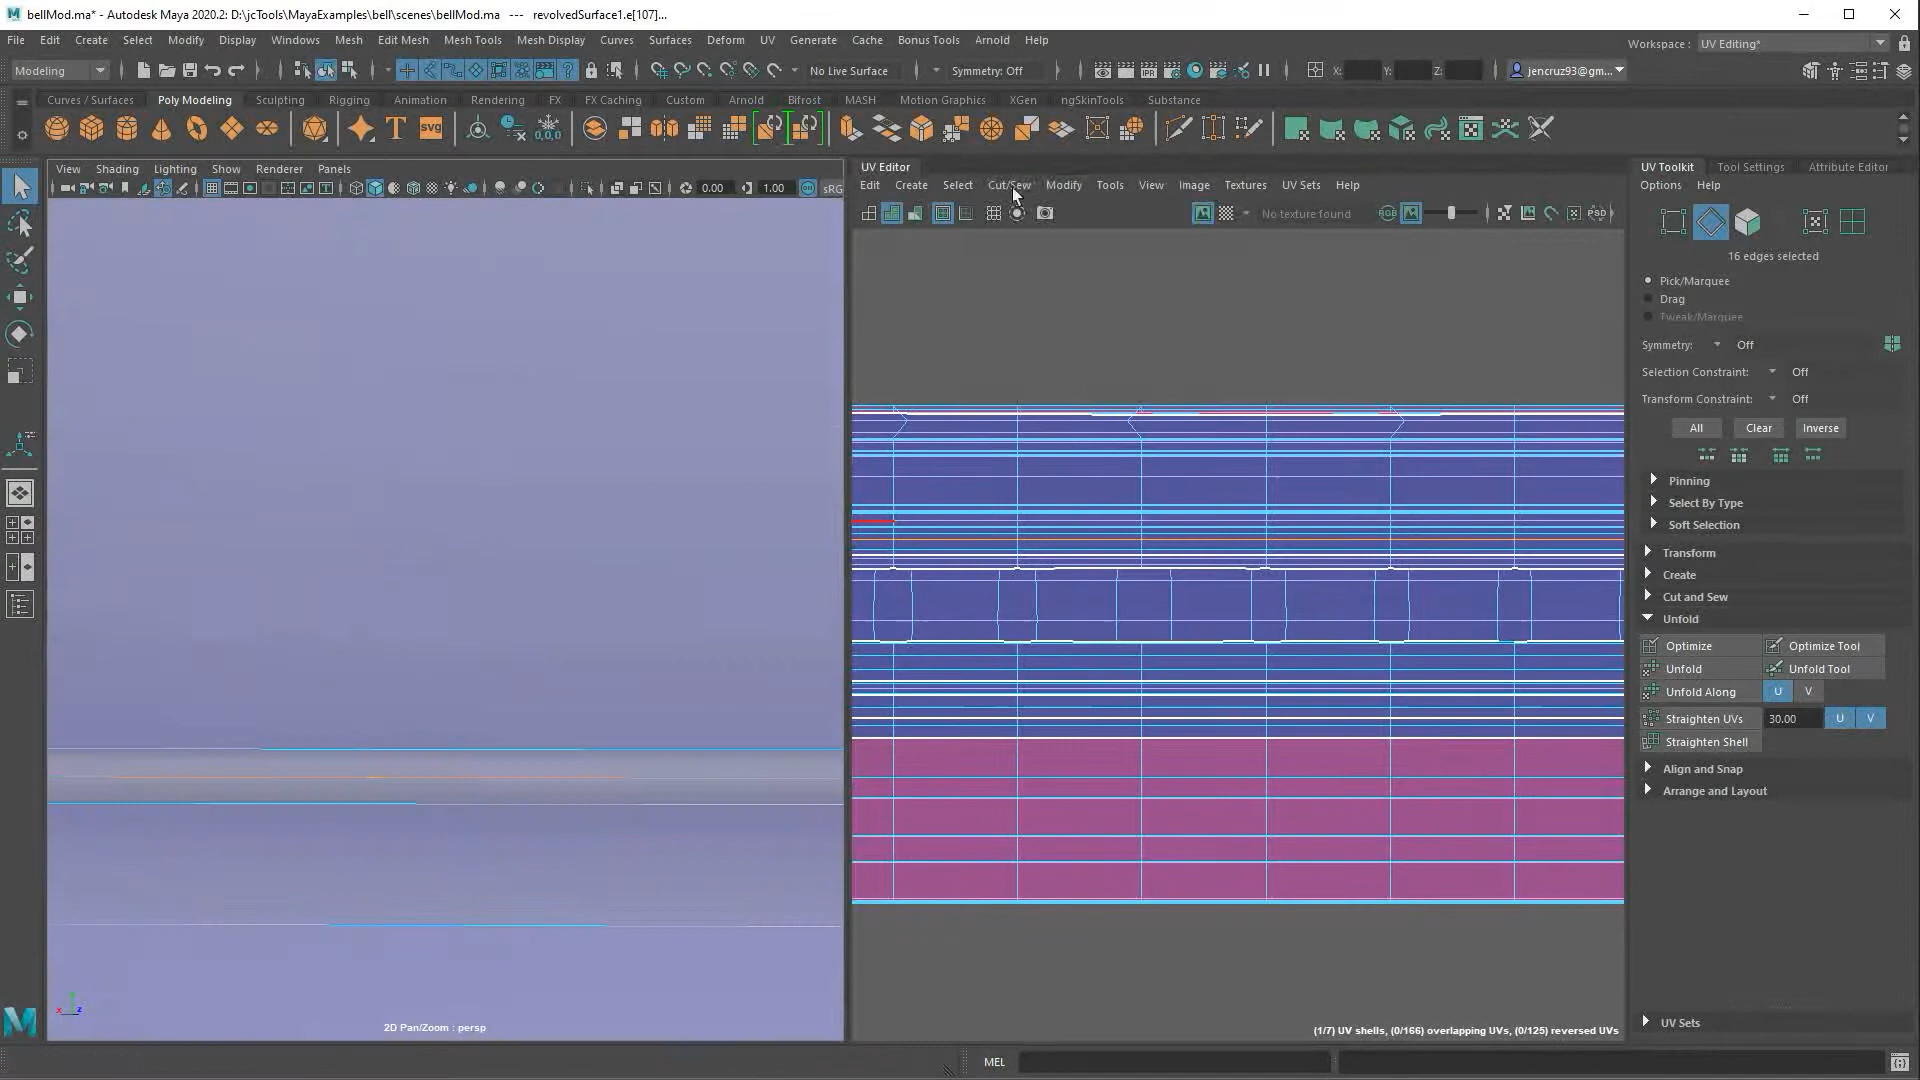 bellMod.ma* - Autodesk Maya 2020.2: D:\jcTools\MayaExamples\bell\scenes\bellMod.ma   ---   revolvedSurface1.e[107]...
File Edit Create Select Modify Display Windows Mesh Edit Mesh Mesh Tools Mesh Display Curves Surfaces Deform UV Generate Cache Bonus Tools Arnold Help
Workspace : UV Editing*
Modeling No Live Surface Symmetry: Off X: Y: Z: jencruz93@gm...
Curves / Surfaces Poly Modeling Sculpting Rigging Animation Rendering FX FX Caching Custom Arnold Bifrost MASH Motion Graphics XGen ngSkinTools Substance
T SVG 0,0,0
View Shading Lighting Show Renderer Panels
0.00 1.00 sRG
UV Editor
Edit Create Select Cut/Sew Modify Tools View Image Textures UV Sets Help
No texture found RGB PSD
UV Toolkit Tool Settings Attribute Editor
Options Help
16 edges selected
Pick/Marquee
Drag
Tweak/Marquee
Symmetry: Off
Selection Constraint: Off
Transform Constraint: Off
All Clear Inverse
Pinning
Select By Type
Soft Selection
Transform
Create
Cut and Sew
Unfold
Optimize Optimize Tool
Unfold Unfold Tool
Unfold Along U V
Straighten UVs 30.00 U V
Straighten Shell
Align and Snap
Arrange and Layout
UV Sets
x z
2D Pan/Zoom : persp
(1/7) UV shells, (0/166) overlapping UVs, (0/125) reversed UVs
MEL